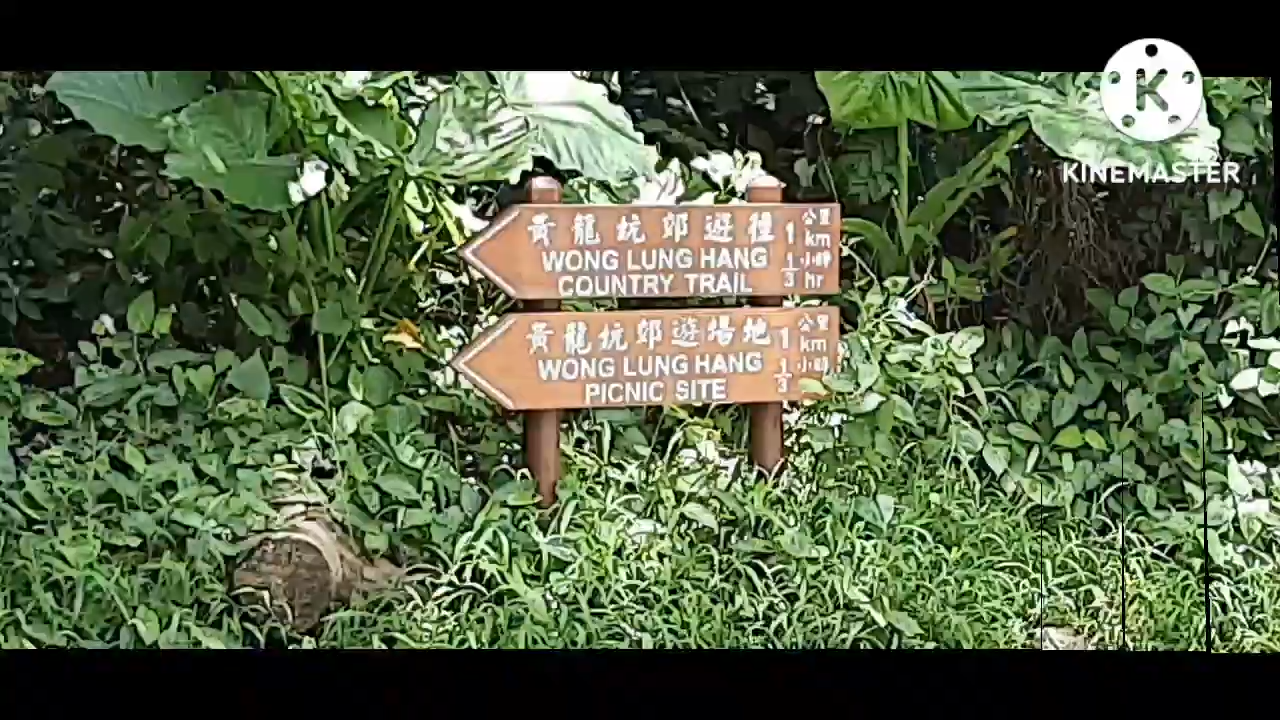 KINEMASTER
黃龍坑郊遊徑 1 公里 km
WONG LUNG HANG 1/3 小時 hr
COUNTRY TRAIL
黃龍坑郊遊場地 1 公里 km
WONG LUNG HANG 1/3 小時
PICNIC SITE